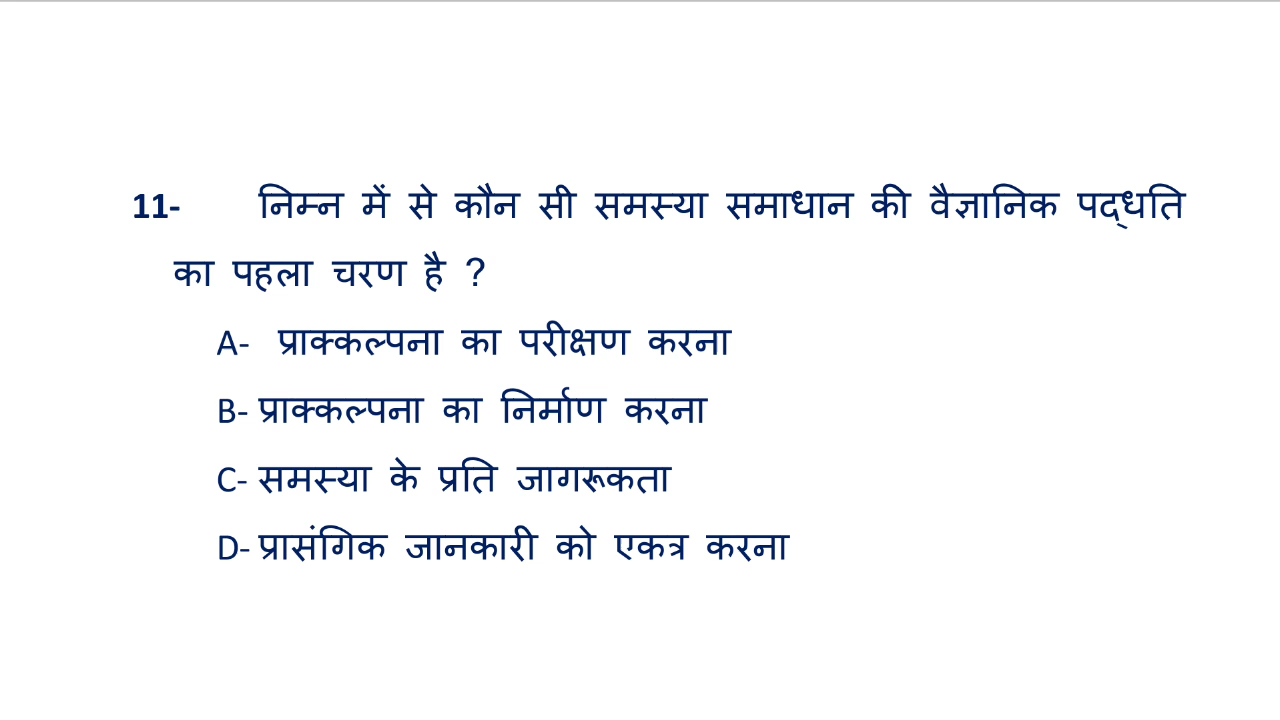 11- निम्न में से कौन सी समस्या समाधान की वैज्ञानिक पद्धति
का पहला चरण है ?
A- प्राक्कल्पना का परीक्षण करना
B- प्राक्कल्पना का निर्माण करना
C- समस्या के प्रति जागरूकता
D- प्रासंगिक जानकारी को एकत्र करना